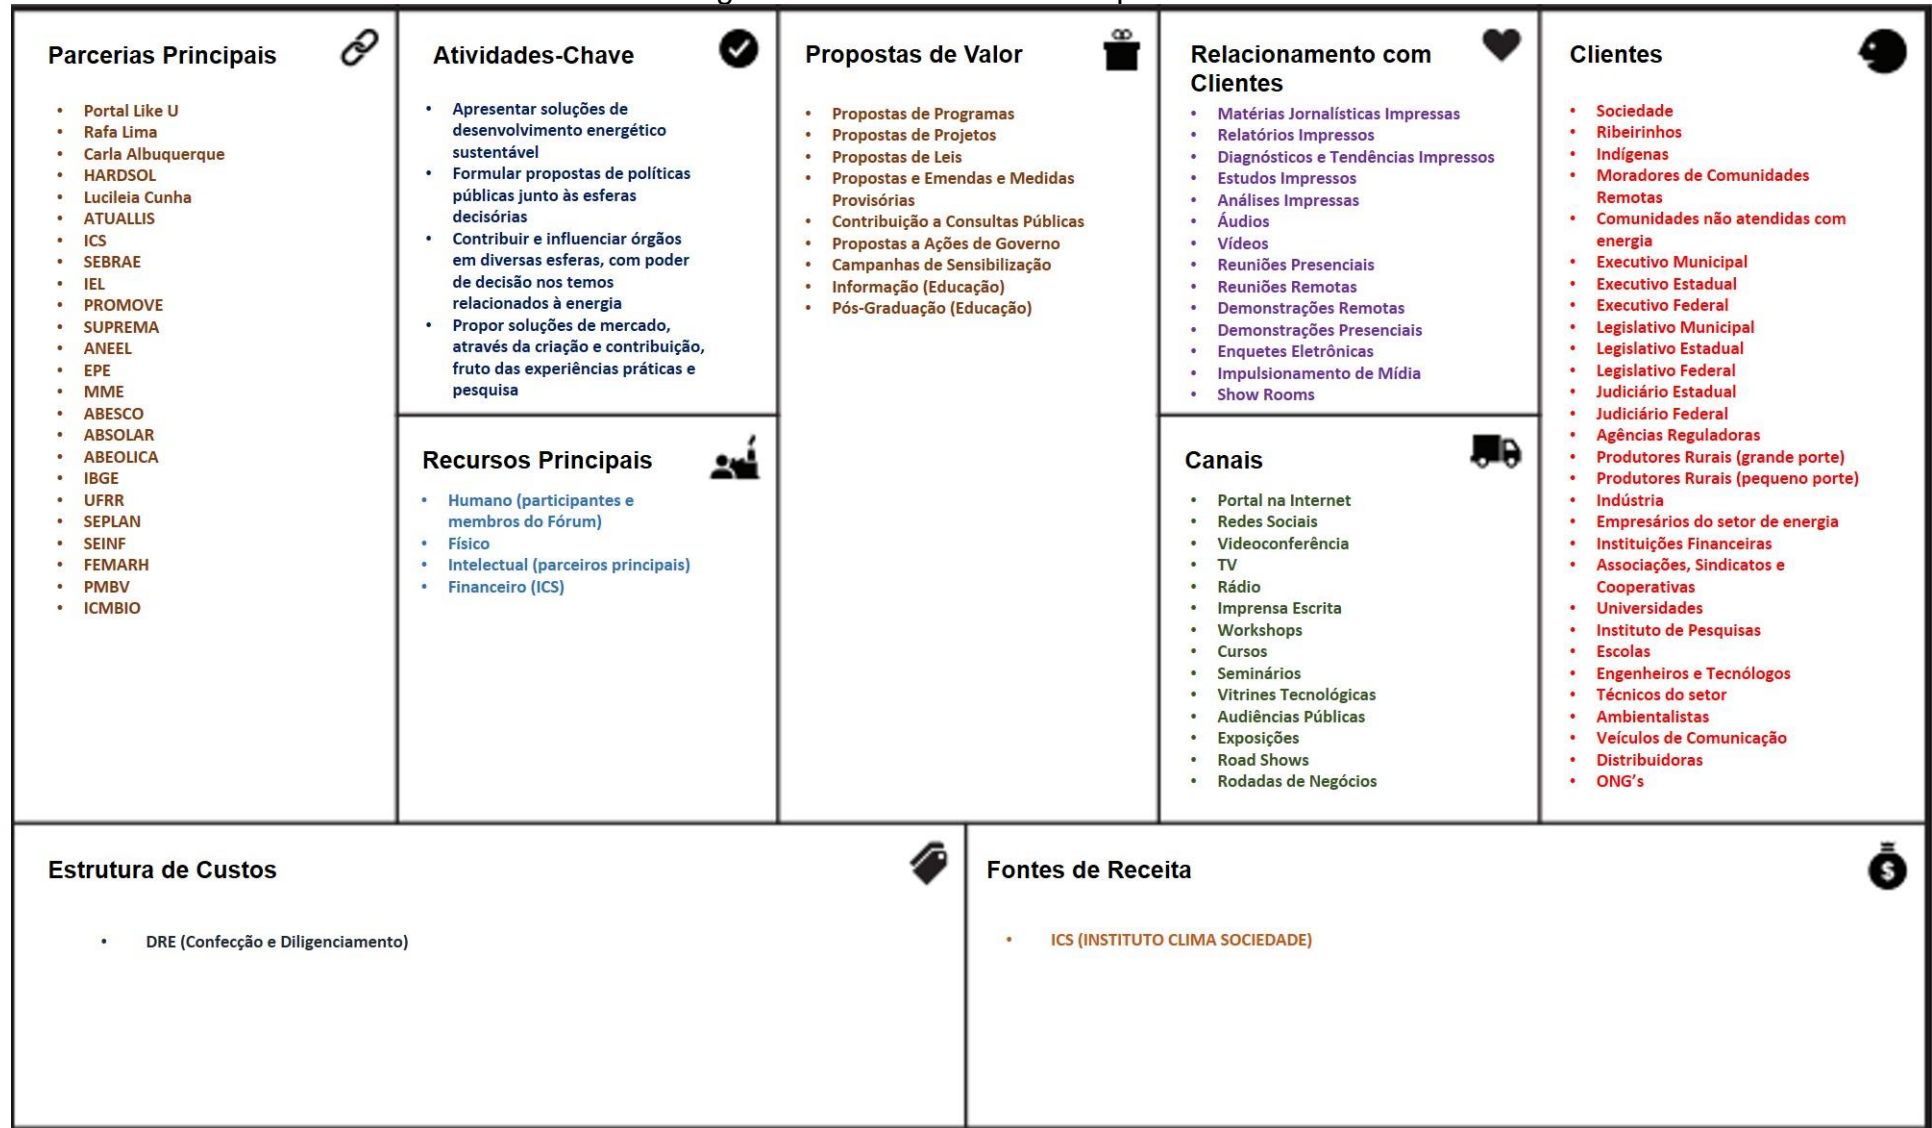 Parcerias Principais
• Portal Like U
• Rafa Lima
• Carla Albuquerque
• HARDSOL
• Lucileia Cunha
• ATUALLIS
• ICS
• SEBRAE
• IEL
• PROMOVE
• SUPREMA
• ANEEL
• EPE
• MME
• ABESCO
• ABSOLAR
• ABEOLICA
• IBGE
• UFRR
• SEPLAN
• SEINF
• FEMARH
• PMBV
• ICMBIO
Atividades-Chave
• Apresentar soluções de
desenvolvimento energético
sustentável
• Formular propostas de políticas
públicas junto às esferas
decisórias
• Contribuir e influenciar órgãos
em diversas esferas, com poder
de decisão nos temos
relacionados à energia
• Propor soluções de mercado,
através da criação e contribuição,
fruto das experiências práticas e
pesquisa
Recursos Principais
• Humano (participantes e
membros do Fórum)
• Físico
• Intelectual (parceiros principais)
• Financeiro (ICS)
Propostas de Valor
• Propostas de Programas
• Propostas de Projetos
• Propostas de Leis
• Propostas e Emendas e Medidas
Provisórias
• Contribuição a Consultas Públicas
• Propostas a Ações de Governo
• Campanhas de Sensibilização
• Informação (Educação)
• Pós-Graduação (Educação)
Relacionamento com
Clientes
• Matérias Jornalísticas Impressas
• Relatórios Impressos
• Diagnósticos e Tendências Impressos
• Estudos Impressos
• Análises Impressas
• Áudios
• Vídeos
• Reuniões Presenciais
• Reuniões Remotas
• Demonstrações Remotas
• Demonstrações Presenciais
• Enquetes Eletrônicas
• Impulsionamento de Mídia
• Show Rooms
Canais
• Portal na Internet
• Redes Sociais
• Videoconferência
• TV
• Rádio
• Imprensa Escrita
• Workshops
• Cursos
• Seminários
• Vitrines Tecnológicas
• Audiências Públicas
• Exposições
• Road Shows
• Rodadas de Negócios
Clientes
• Sociedade
• Ribeirinhos
• Indígenas
• Moradores de Comunidades
Remotas
• Comunidades não atendidas com
energia
• Executivo Municipal
• Executivo Estadual
• Executivo Federal
• Legislativo Municipal
• Legislativo Estadual
• Legislativo Federal
• Judiciário Estadual
• Judiciário Federal
• Agências Reguladoras
• Produtores Rurais (grande porte)
• Produtores Rurais (pequeno porte)
• Indústria
• Empresários do setor de energia
• Instituições Financeiras
• Associações, Sindicatos e
Cooperativas
• Universidades
• Instituto de Pesquisas
• Escolas
• Engenheiros e Tecnólogos
• Técnicos do setor
• Ambientalistas
• Veículos de Comunicação
• Distribuidoras
• ONG's
Estrutura de Custos
• DRE (Confecção e Diligenciamento)
Fontes de Receita
• ICS (INSTITUTO CLIMA SOCIEDADE)
$